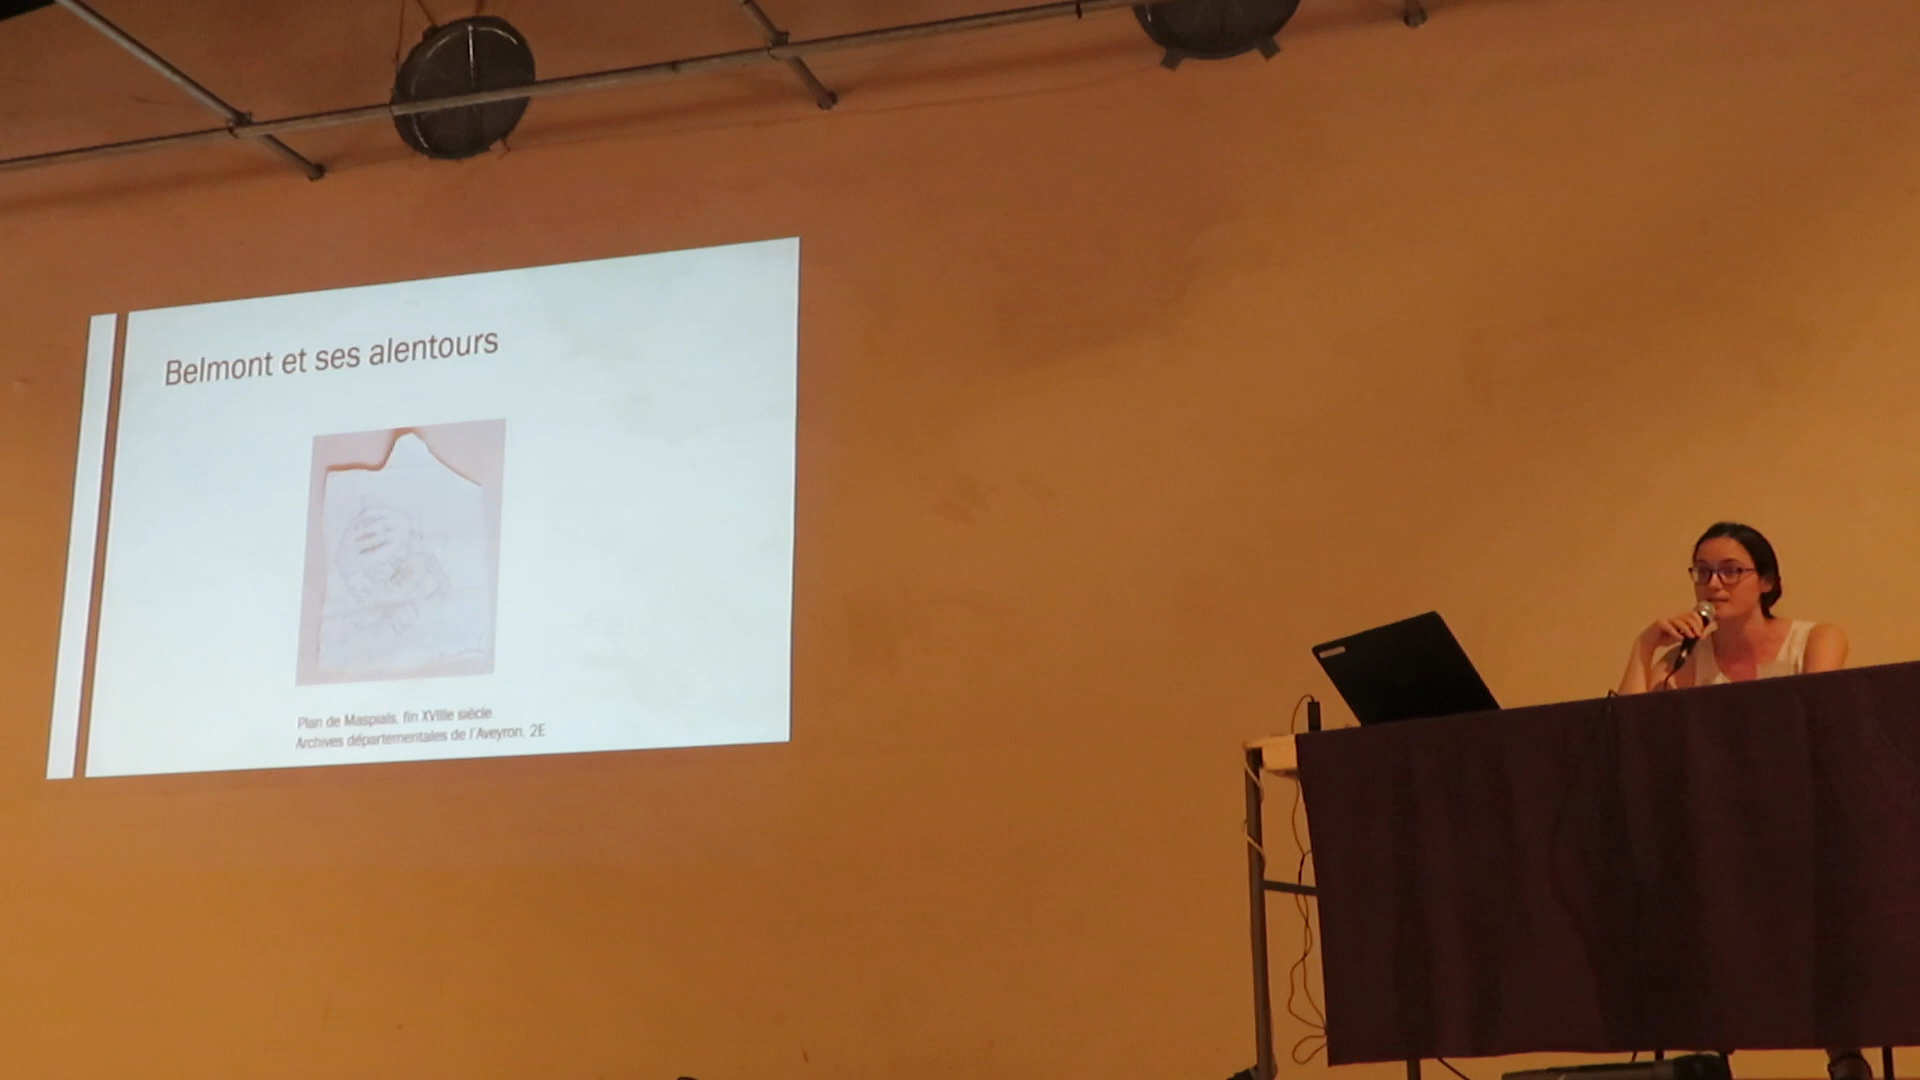 Belmont et ses alentours
Plan de Maspials, fin XVIIIe siècle.
Archives départementales de l'Aveyron, 2E